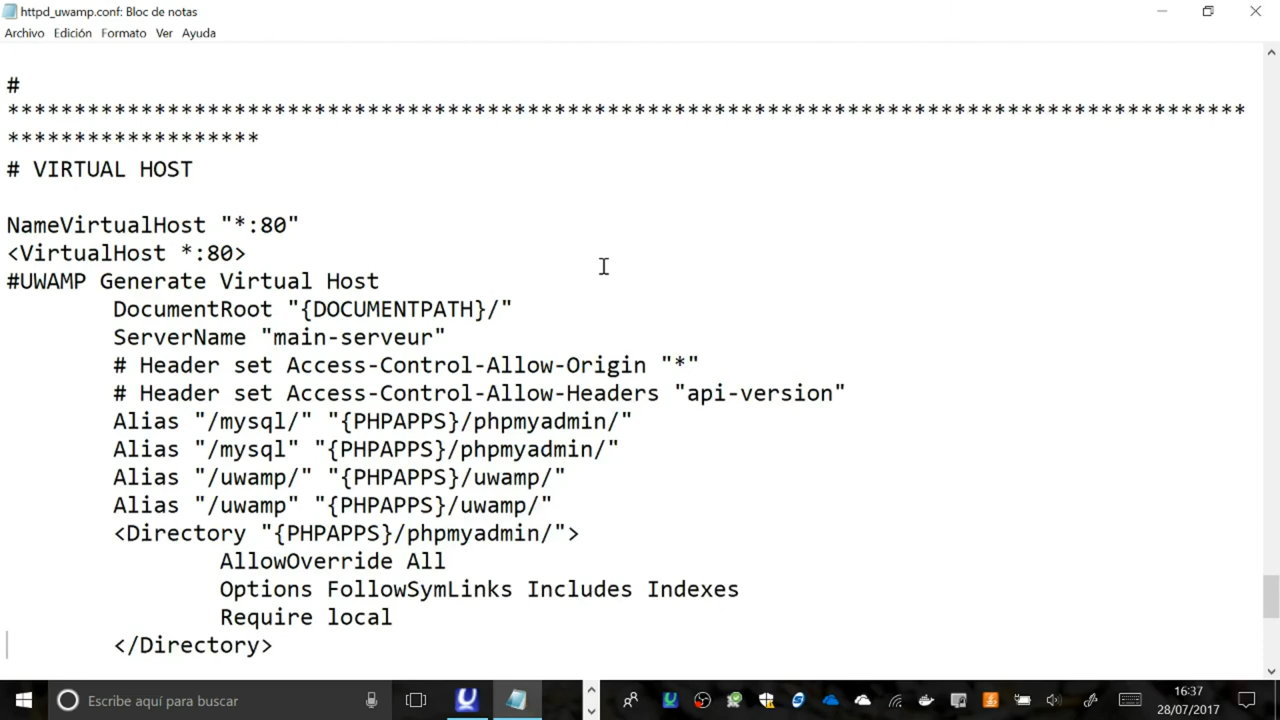 httpd_uwamp.conf: Bloc de notas
Archivo Edición Formato Ver Ayuda
#
*********************************************************************************************
*******************
# VIRTUAL HOST
NameVirtualHost "*:80"
<VirtualHost *:80>
#UWAMP Generate Virtual Host
DocumentRoot "{DOCUMENTPATH}/"
ServerName "main-serveur"
# Header set Access-Control-Allow-Origin "*"
# Header set Access-Control-Allow-Headers "api-version"
Alias "/mysql/" "{PHPAPPS}/phpmyadmin/"
Alias "/mysql" "{PHPAPPS}/phpmyadmin/"
Alias "/uwamp/" "{PHPAPPS}/uwamp/"
Alias "/uwamp" "{PHPAPPS}/uwamp/"
<Directory "{PHPAPPS}/phpmyadmin/">
AllowOverride All
Options FollowSymLinks Includes Indexes
Require local
</Directory>
Escribe aquí para buscar
16:37
28/07/2017